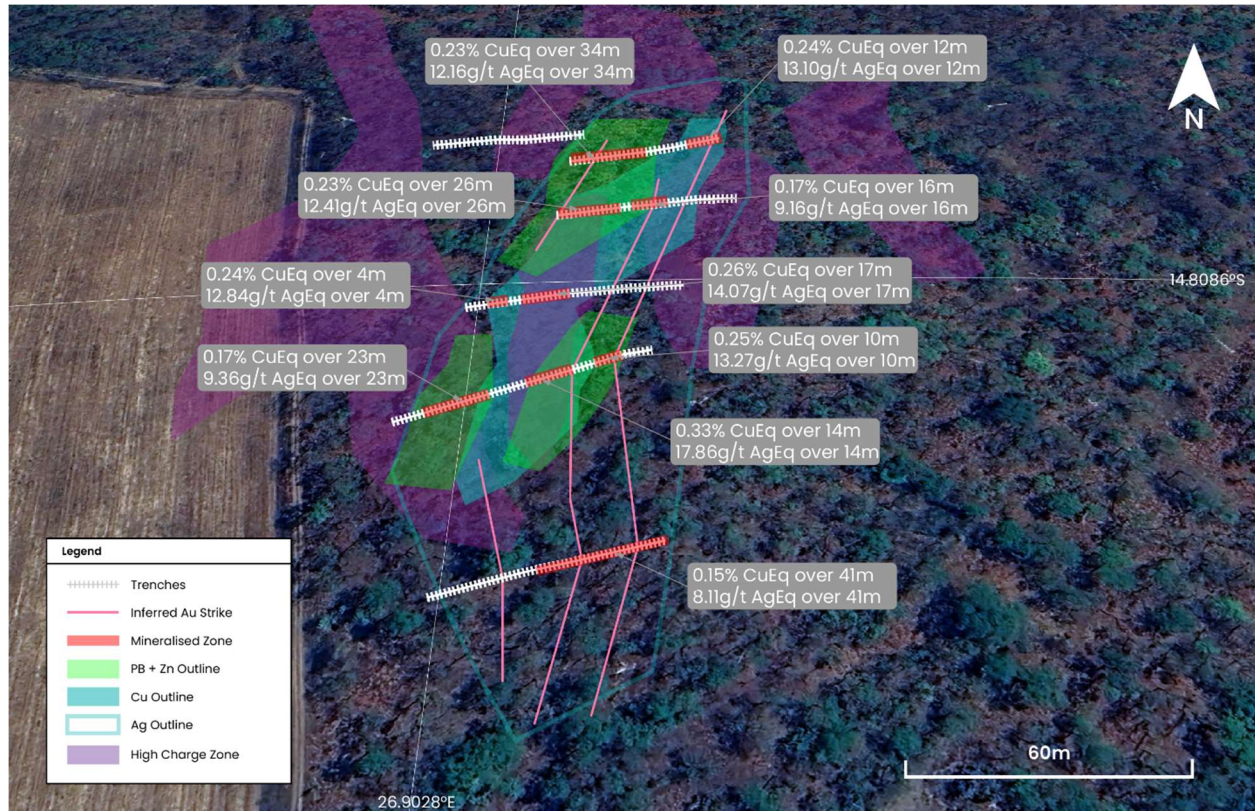 0.23% CuEq over 34m
12.16g/t AgEq over 34m
0.24% CuEq over 12m
13.10g/t AgEq over 12m
N
0.23% CuEq over 26m
12.41g/t AgEq over 26m
0.17% CuEq over 16m
9.16g/t AgEq over 16m
0.24% CuEq over 4m
12.84g/t AgEq over 4m
0.26% CuEq over 17m
14.07g/t AgEq over 17m
14.8086ºS
0.17% CuEq over 23m
9.36g/t AgEq over 23m
0.25% CuEq over 10m
13.27g/t AgEq over 10m
0.33% CuEq over 14m
17.86g/t AgEq over 14m
0.15% CuEq over 41m
8.11g/t AgEq over 41m
Legend
Trenches
Inferred Au Strike
Mineralised Zone
PB + Zn Outline
Cu Outline
Ag Outline
High Charge Zone
60m
26.9028ºE